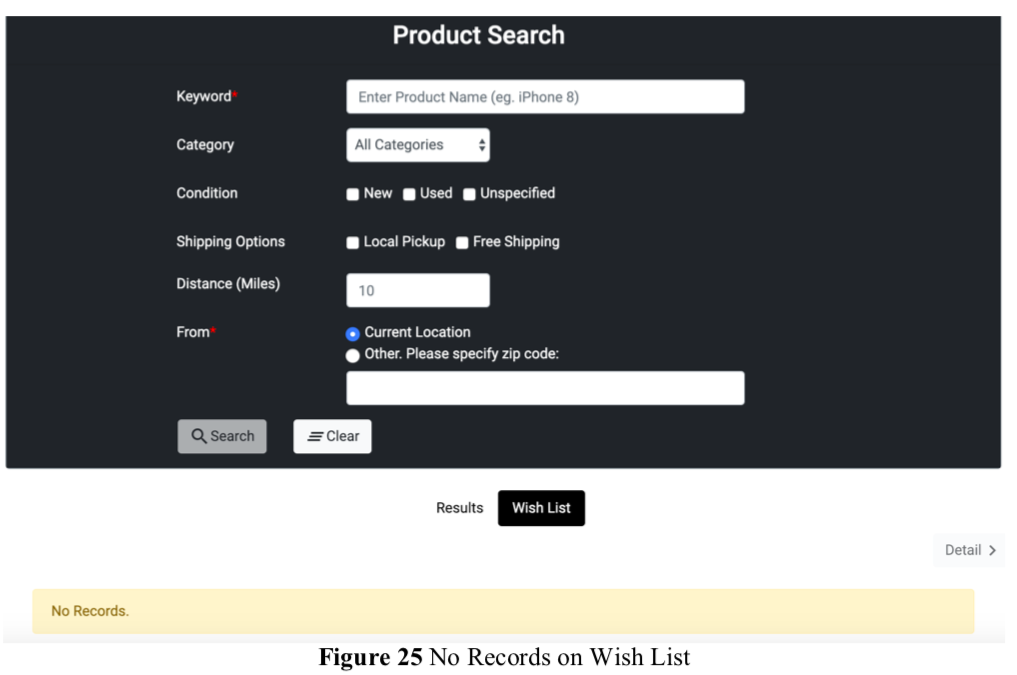 Product Search
Keyword*
Enter Product Name (eg. iPhone 8)
Category
All Categories
Condition
New Used Unspecified
Shipping Options
Local Pickup Free Shipping
Distance (Miles)
10
From*
Current Location
Other. Please specify zip code:
Search Clear
Results Wish List
Detail >
No Records.
Figure 25 No Records on Wish List